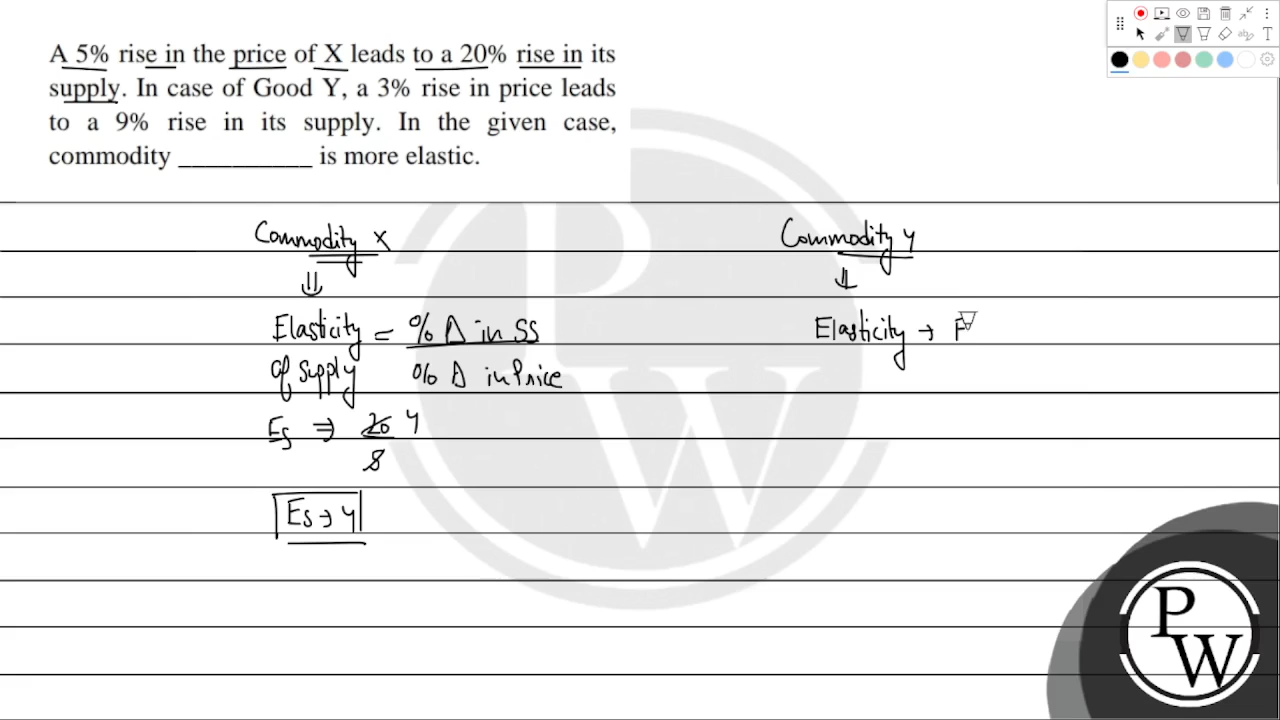 A 5% rise in the price of X leads to a 20% rise in its
supply. In case of Good Y, a 3% rise in price leads
to a 9% rise in its supply. In the given case,
commodity __________ is more elastic.
Commodity X
⇓
Elasticity = % Δ in SS
of Supply % Δ in Price
Es ⇒ 20 4
5
Es → 4
Commodity y
⇓
Elasticity → F
P
W
P
W